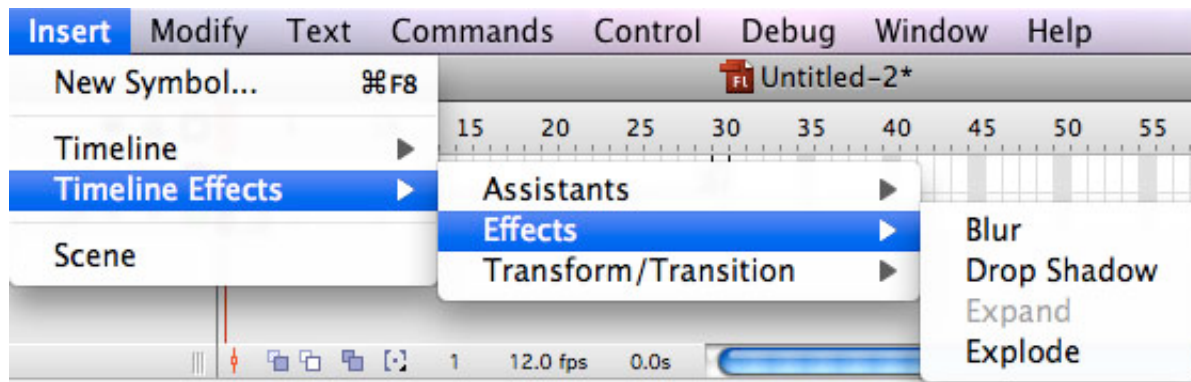 Insert Modify Text Commands Control Debug Window Help
New Symbol... ⌘F8
FL Untitled-2*
15 20 25 30 35 40 45 50 55
Timeline
Timeline Effects
Assistants
Effects
Blur
Scene
Transform/Transition
Drop Shadow
Expand
Explode
1 12.0 fps 0.0s